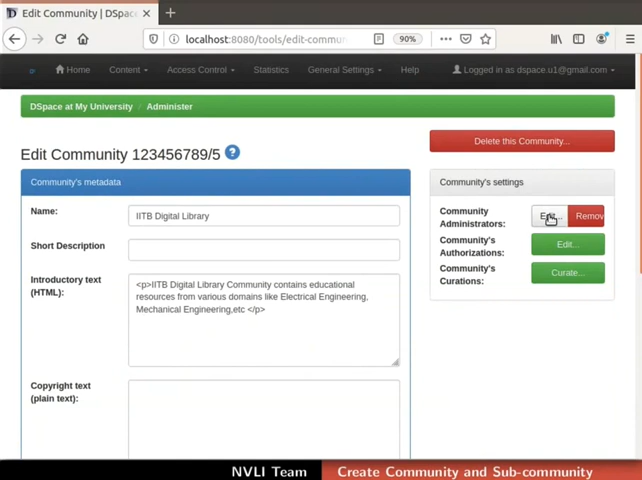 Edit Community | DSpac
localhost:8080/tools/edit-commu
90%
Home Content Access Control Statistics General Settings Help Logged in as dspace.u1@gmail.com
DSpace at My University / Administer
Delete this Community...
Edit Community 123456789/5
Community's metadata
Community's settings
Name:
IITB Digital Library
Community Administrators:
Remov
Short Description
Community's Authorizations:
Edit...
Introductory text (HTML):
<p>IITB Digital Library Community contains educational
resources from various domains like Electrical Engineering,
Mechanical Engineering,etc </p>
Community's Curations:
Curate...
Copyright text (plain text):
NVLI Team
Create Community and Sub-community